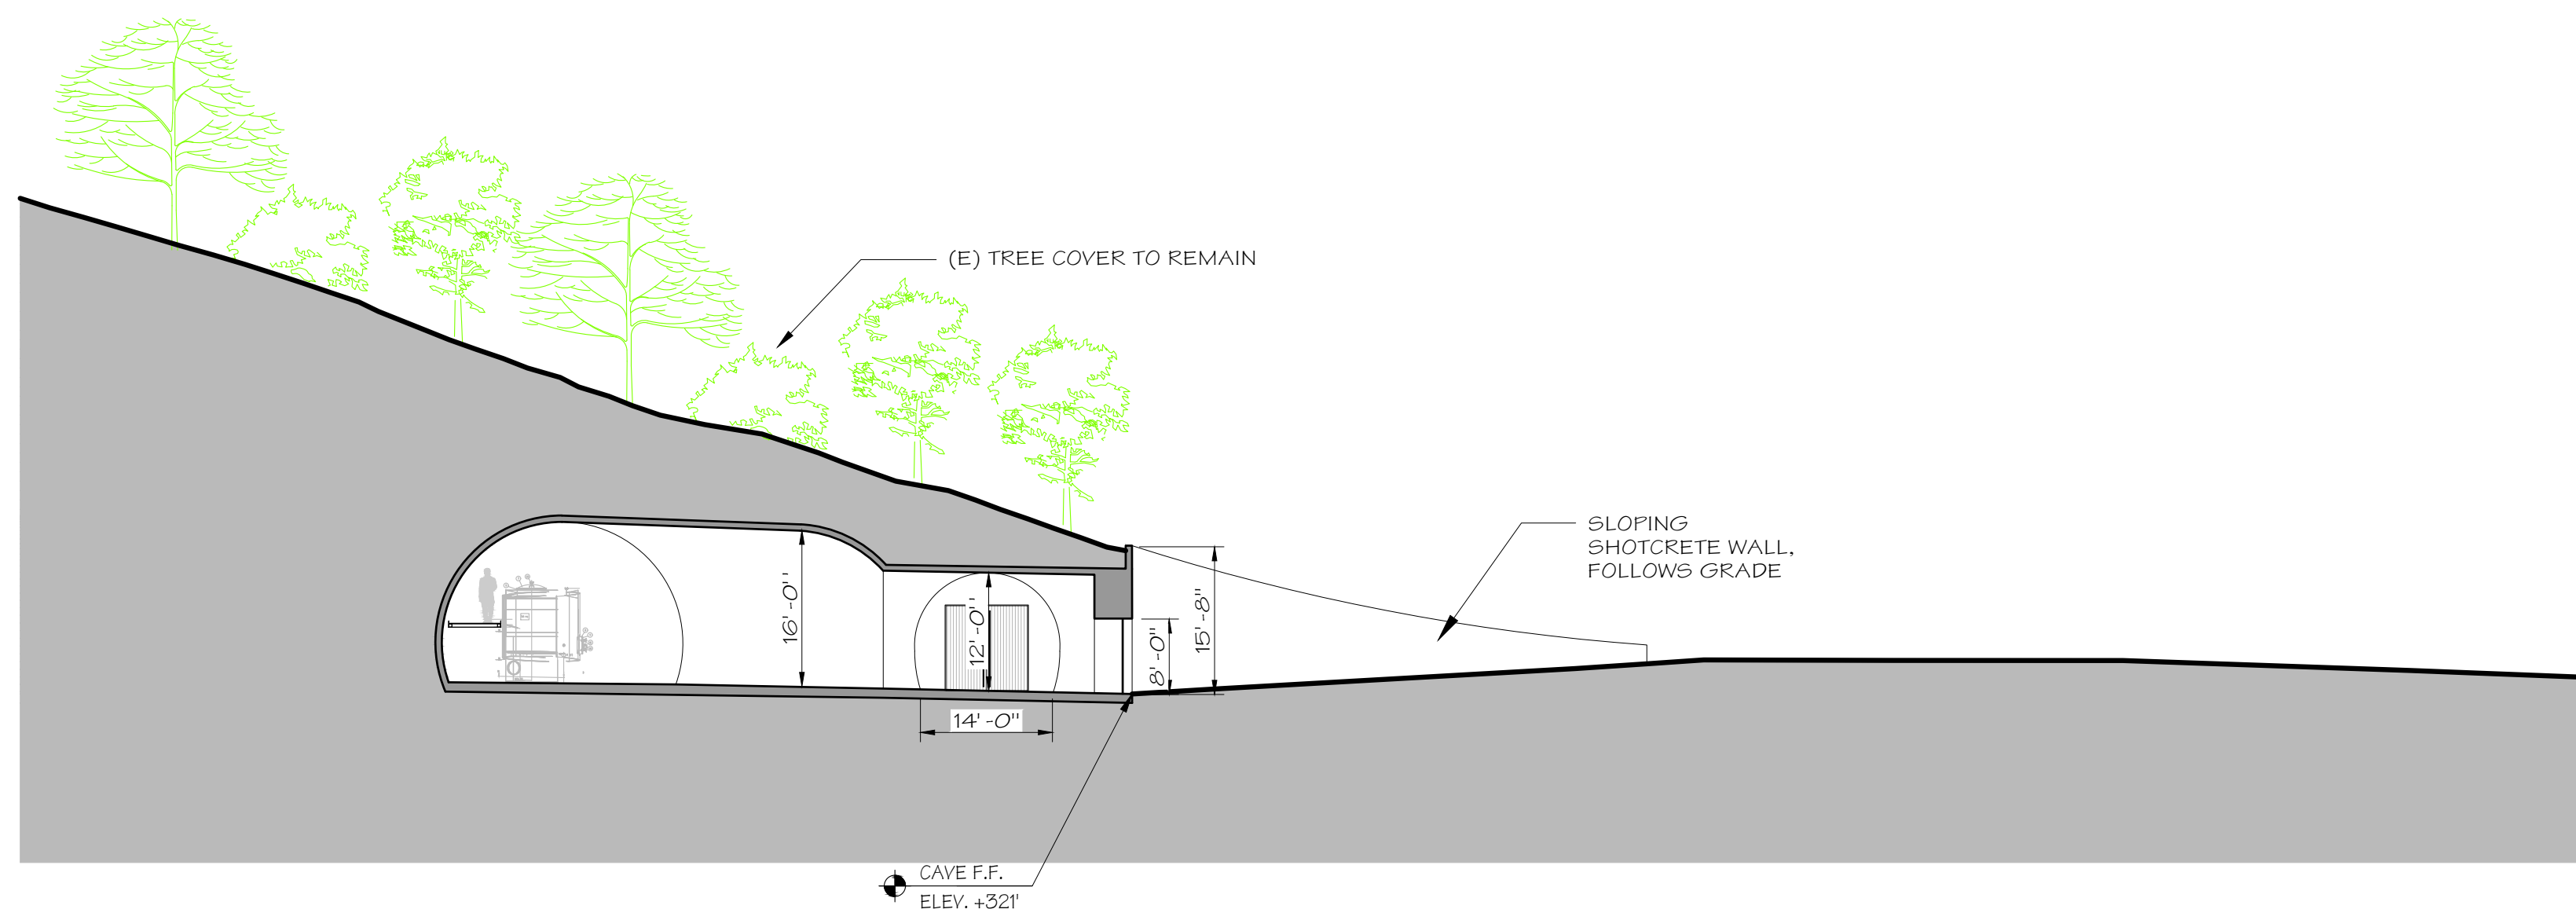 (E) TREE COVER TO REMAIN
SLOPING
SHOTCRETE WALL,
FOLLOWS GRADE
16'-0"
12'-0"
8'-0"
15'-8"
14'-0"
CAVE F.F.
ELEV. +321'